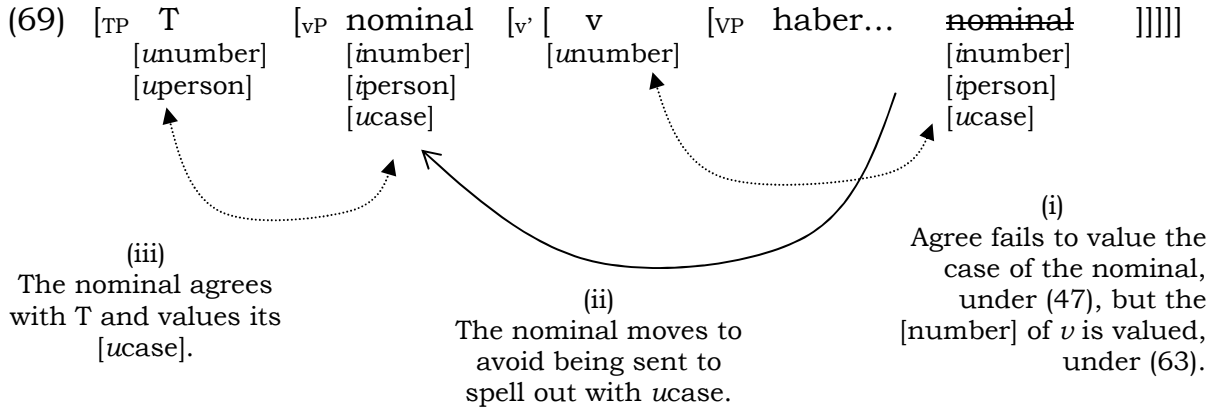 (69) [TP T [vP nominal [v' [ v [VP haber… nominal ]]]]]
[unumber] [inumber] [unumber] [inumber]
[uperson] [iperson] [iperson]
[ucase] [ucase]
(i)
Agree fails to value the
case of the nominal,
under (47), but the
[number] of v is valued,
under (63).
(ii)
The nominal moves to
avoid being sent to
spell out with ucase.
(iii)
The nominal agrees
with T and values its
[ucase].